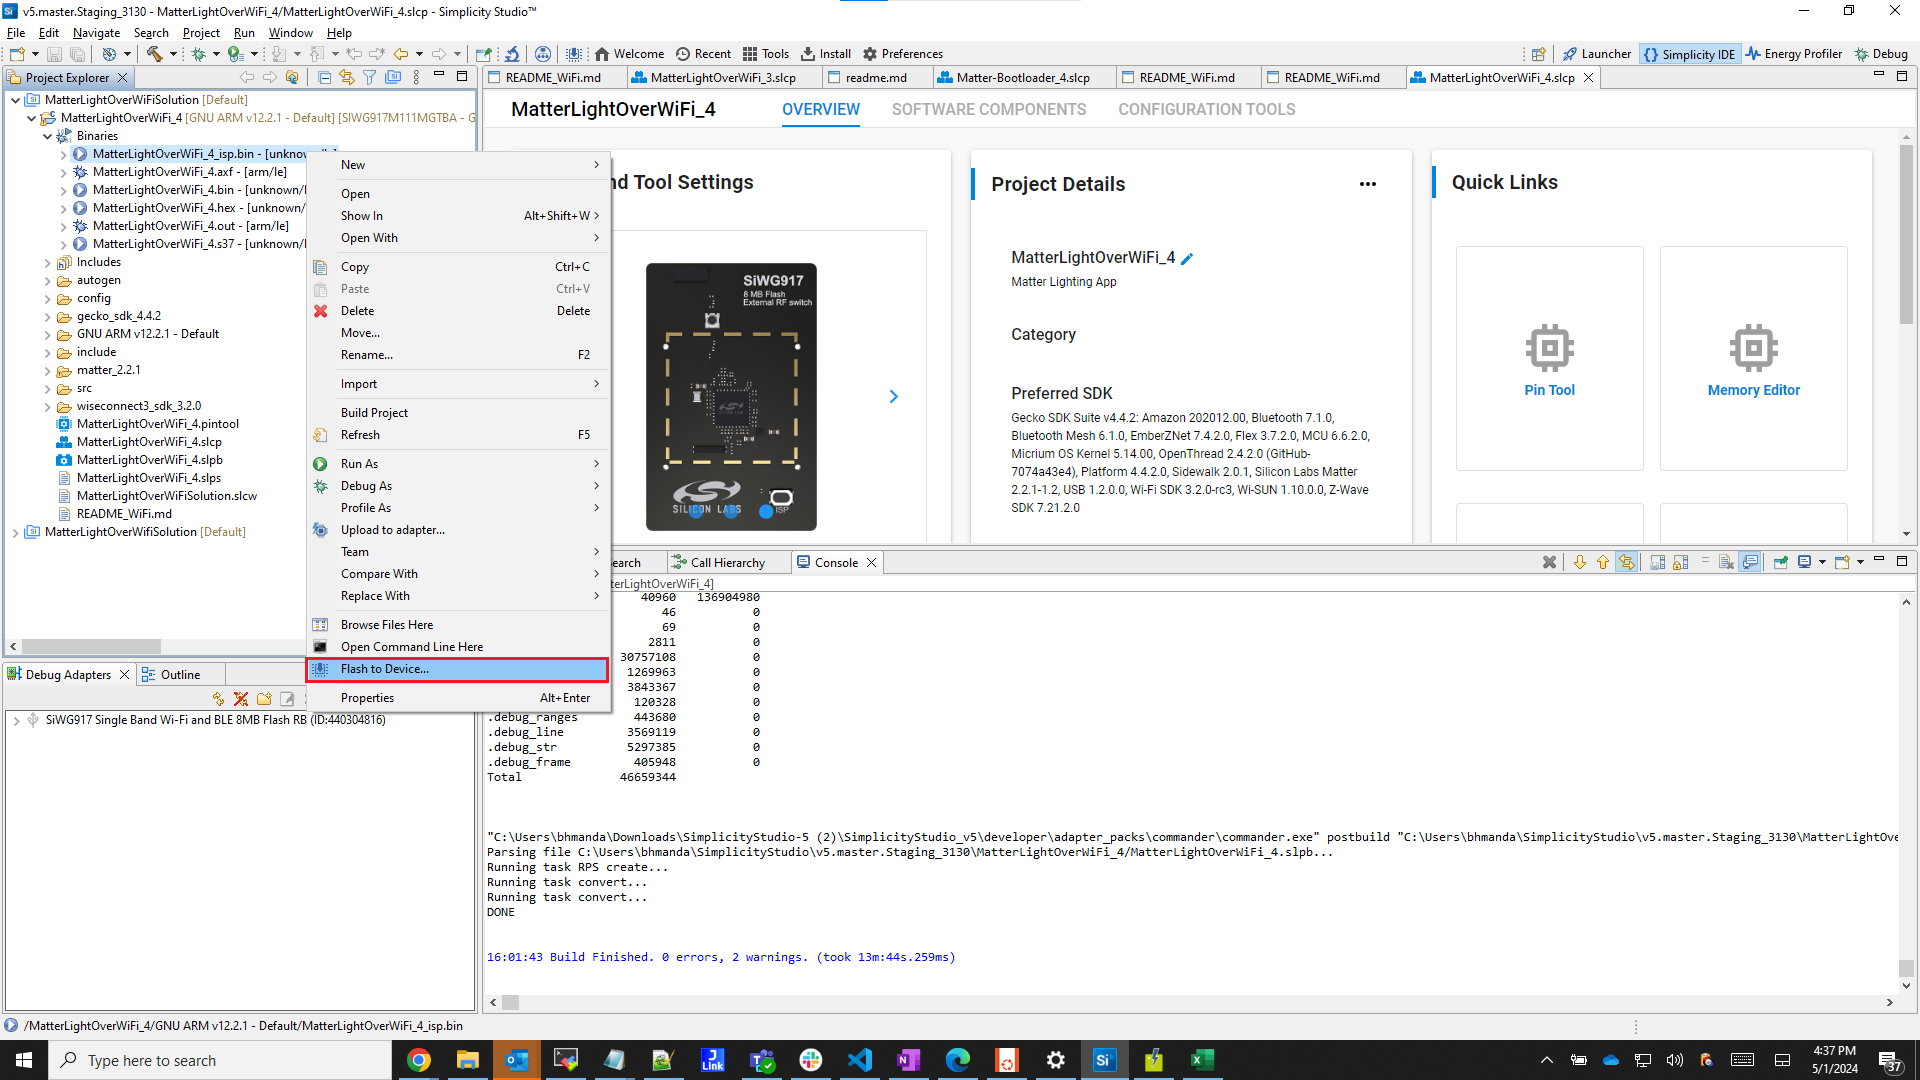 v5.master.Staging_3130 - MatterLightOverWiFi_4/MatterLightOverWiFi_4.slcp - Simplicity Studio™
File Edit Navigate Search Project Run Window Help
Welcome Recent Tools Install Preferences
Launcher Simplicity IDE Energy Profiler Debug
Project Explorer
README_WiFi.md MatterLightOverWiFi_3.slcp readme.md Matter-Bootloader_4.slcp README_WiFi.md README_WiFi.md MatterLightOverWiFi_4.slcp
MatterLightOverWiFiSolution [Default]
MatterLightOverWiFi_4 [GNU ARM v12.2.1 - Default] [SIWG917M111MGTBA - G
Binaries
MatterLightOverWiFi_4_isp.bin - [unknown/le]
MatterLightOverWiFi_4.axf - [arm/le]
MatterLightOverWiFi_4.bin - [unknown/l
MatterLightOverWiFi_4.hex - [unknown/
MatterLightOverWiFi_4.out - [arm/le]
MatterLightOverWiFi_4.s37 - [unknown/l
Includes
autogen
config
gecko_sdk_4.4.2
GNU ARM v12.2.1 - Default
include
matter_2.2.1
src
wiseconnect3_sdk_3.2.0
MatterLightOverWiFi_4.pintool
MatterLightOverWiFi_4.slcp
MatterLightOverWiFi_4.slpb
MatterLightOverWiFi_4.slps
MatterLightOverWiFiSolution.slcw
README_WiFi.md
MatterLightOverWifiSolution [Default]
New
Open
Show In Alt+Shift+W
Open With
Copy Ctrl+C
Paste Ctrl+V
Delete Delete
Move...
Rename... F2
Import
Build Project
Refresh F5
Run As
Debug As
Profile As
Upload to adapter...
Team
Compare With
Replace With
Browse Files Here
Open Command Line Here
Flash to Device...
Properties Alt+Enter
MatterLightOverWiFi_4
OVERVIEW SOFTWARE COMPONENTS CONFIGURATION TOOLS
nd Tool Settings
SiWG917
8 MB Flash
External RF switch
SILICON LABS
ISP
Project Details
MatterLightOverWiFi_4
Matter Lighting App
Category
Preferred SDK
Gecko SDK Suite v4.4.2: Amazon 202012.00, Bluetooth 7.1.0,
Bluetooth Mesh 6.1.0, EmberZNet 7.4.2.0, Flex 3.7.2.0, MCU 6.6.2.0,
Micrium OS Kernel 5.14.00, OpenThread 2.4.2.0 (GitHub-
7074a43e4), Platform 4.4.2.0, Sidewalk 2.0.1, Silicon Labs Matter
2.2.1-1.2, USB 1.2.0.0, Wi-Fi SDK 3.2.0-rc3, Wi-SUN 1.10.0.0, Z-Wave
SDK 7.21.2.0
Quick Links
Pin Tool
Memory Editor
Debug Adapters Outline
SiWG917 Single Band Wi-Fi and BLE 8MB Flash RB (ID:440304816)
earch Call Hierarchy Console
terLightOverWiFi_4]
40960 136904980
46 0
69 0
2811 0
30757108 0
1269963 0
3843367 0
120328 0
.debug_ranges 443680 0
.debug_line 3569119 0
.debug_str 5297385 0
.debug_frame 405948 0
Total 46659344
"C:\Users\bhmanda\Downloads\SimplicityStudio-5 (2)\SimplicityStudio_v5\developer\adapter_packs\commander\commander.exe" postbuild "C:\Users\bhmanda\SimplicityStudio\v5.master.Staging_3130\MatterLightOve
Parsing file C:\Users\bhmanda\SimplicityStudio\v5.master.Staging_3130\MatterLightOverWiFi_4/MatterLightOverWiFi_4.slpb...
Running task RPS create...
Running task convert...
Running task convert...
DONE
16:01:43 Build Finished. 0 errors, 2 warnings. (took 13m:44s.259ms)
/MatterLightOverWiFi_4/GNU ARM v12.2.1 - Default/MatterLightOverWiFi_4_isp.bin
Type here to search
J Link
Si
4:37 PM
5/1/2024
37